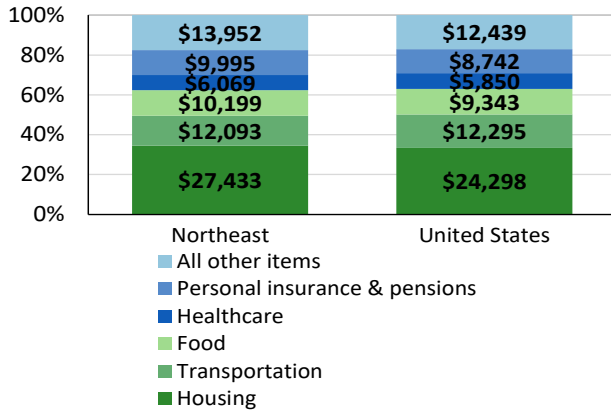 100%
80%
60%
40%
20%
0%
$13,952
$9,995
$6,069
$10,199
$12,093
$27,433
$12,439
$8,742
$5,850
$9,343
$12,295
$24,298
Northeast
United States
All other items
Personal insurance & pensions
Healthcare
Food
Transportation
Housing